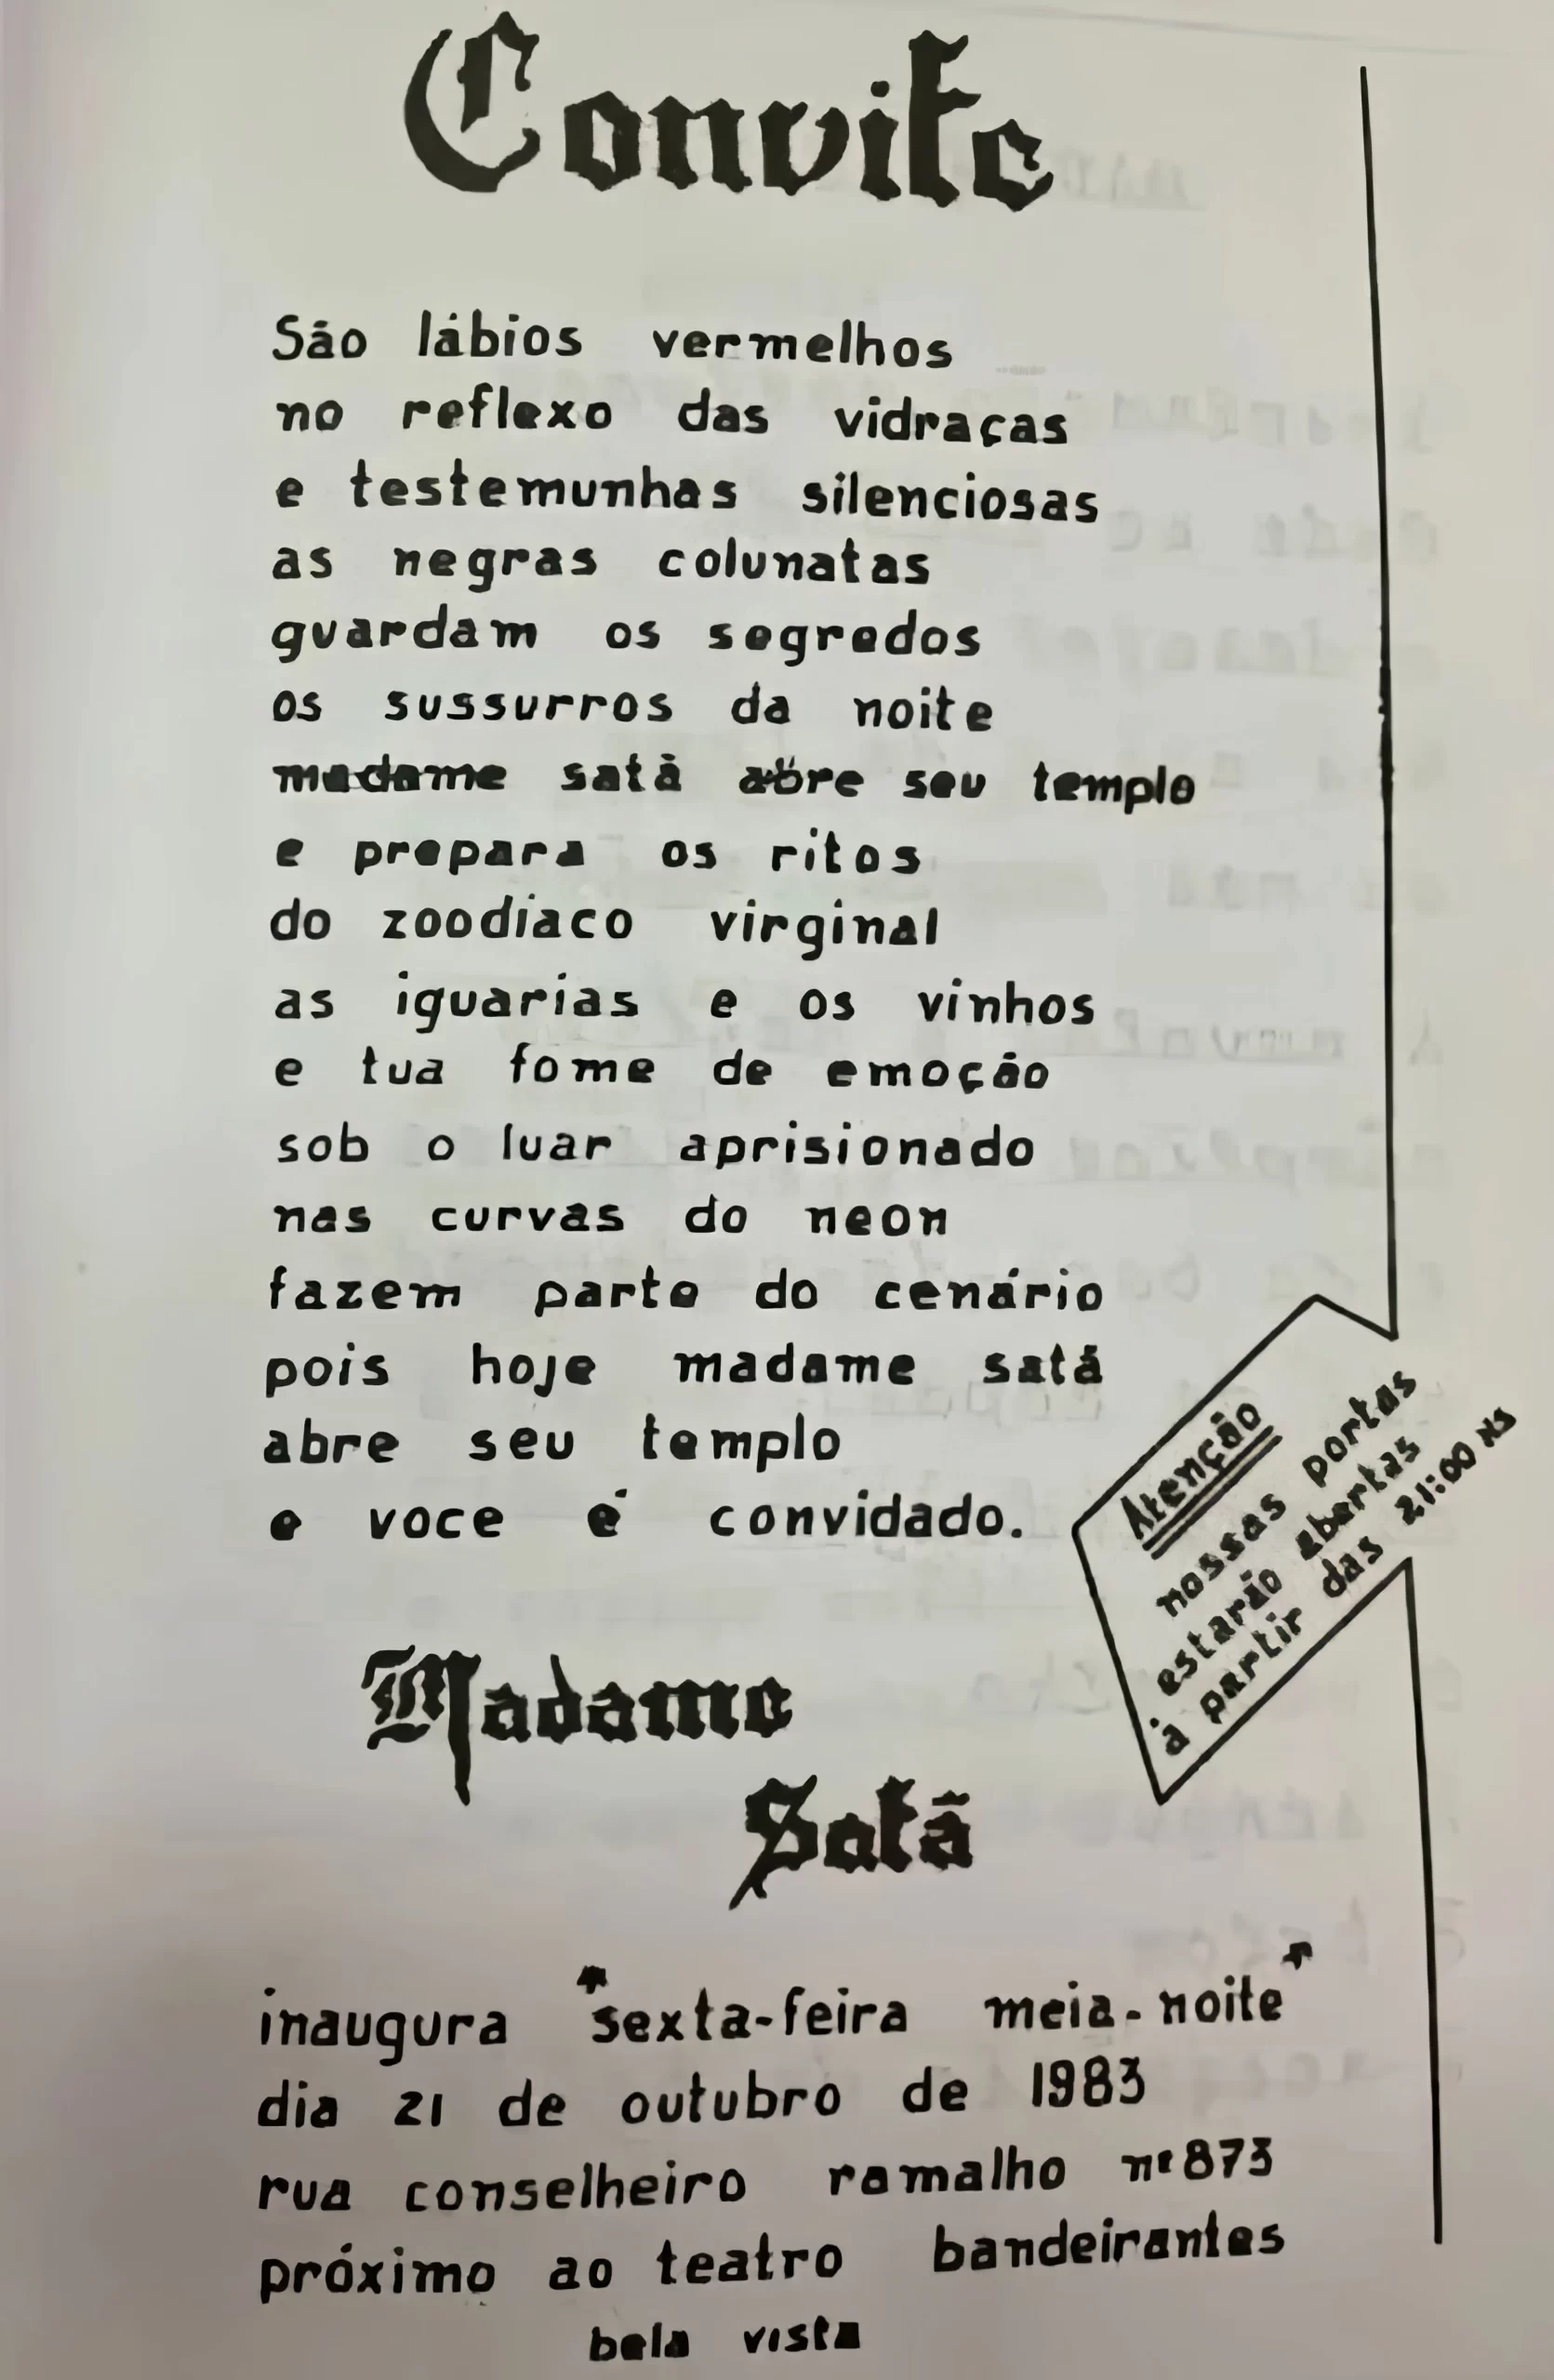 Convite
São lábios vermelhos
no reflexo das vidraças
e testemunhas silenciosas
as negras colunatas
guardam os segredos
os sussurros da noite
madame satã abre seu templo
e prepara os ritos
do zoodiaco virginal
as iguarias e os vinhos
e tua fome de emoção
sob o luar aprisionado
nas curvas do neon
fazem parte do cenário
pois hoje madame satã
abre seu templo
e voce é convidado.
Atenção
nossas portas
estarão abertas
à partir das 21:00 hs
Madame
Satã
inaugura "sexta-feira meia-noite"
dia 21 de outubro de 1983
rua conselheiro ramalho nº 873
próximo ao teatro bandeirantes
bela vista